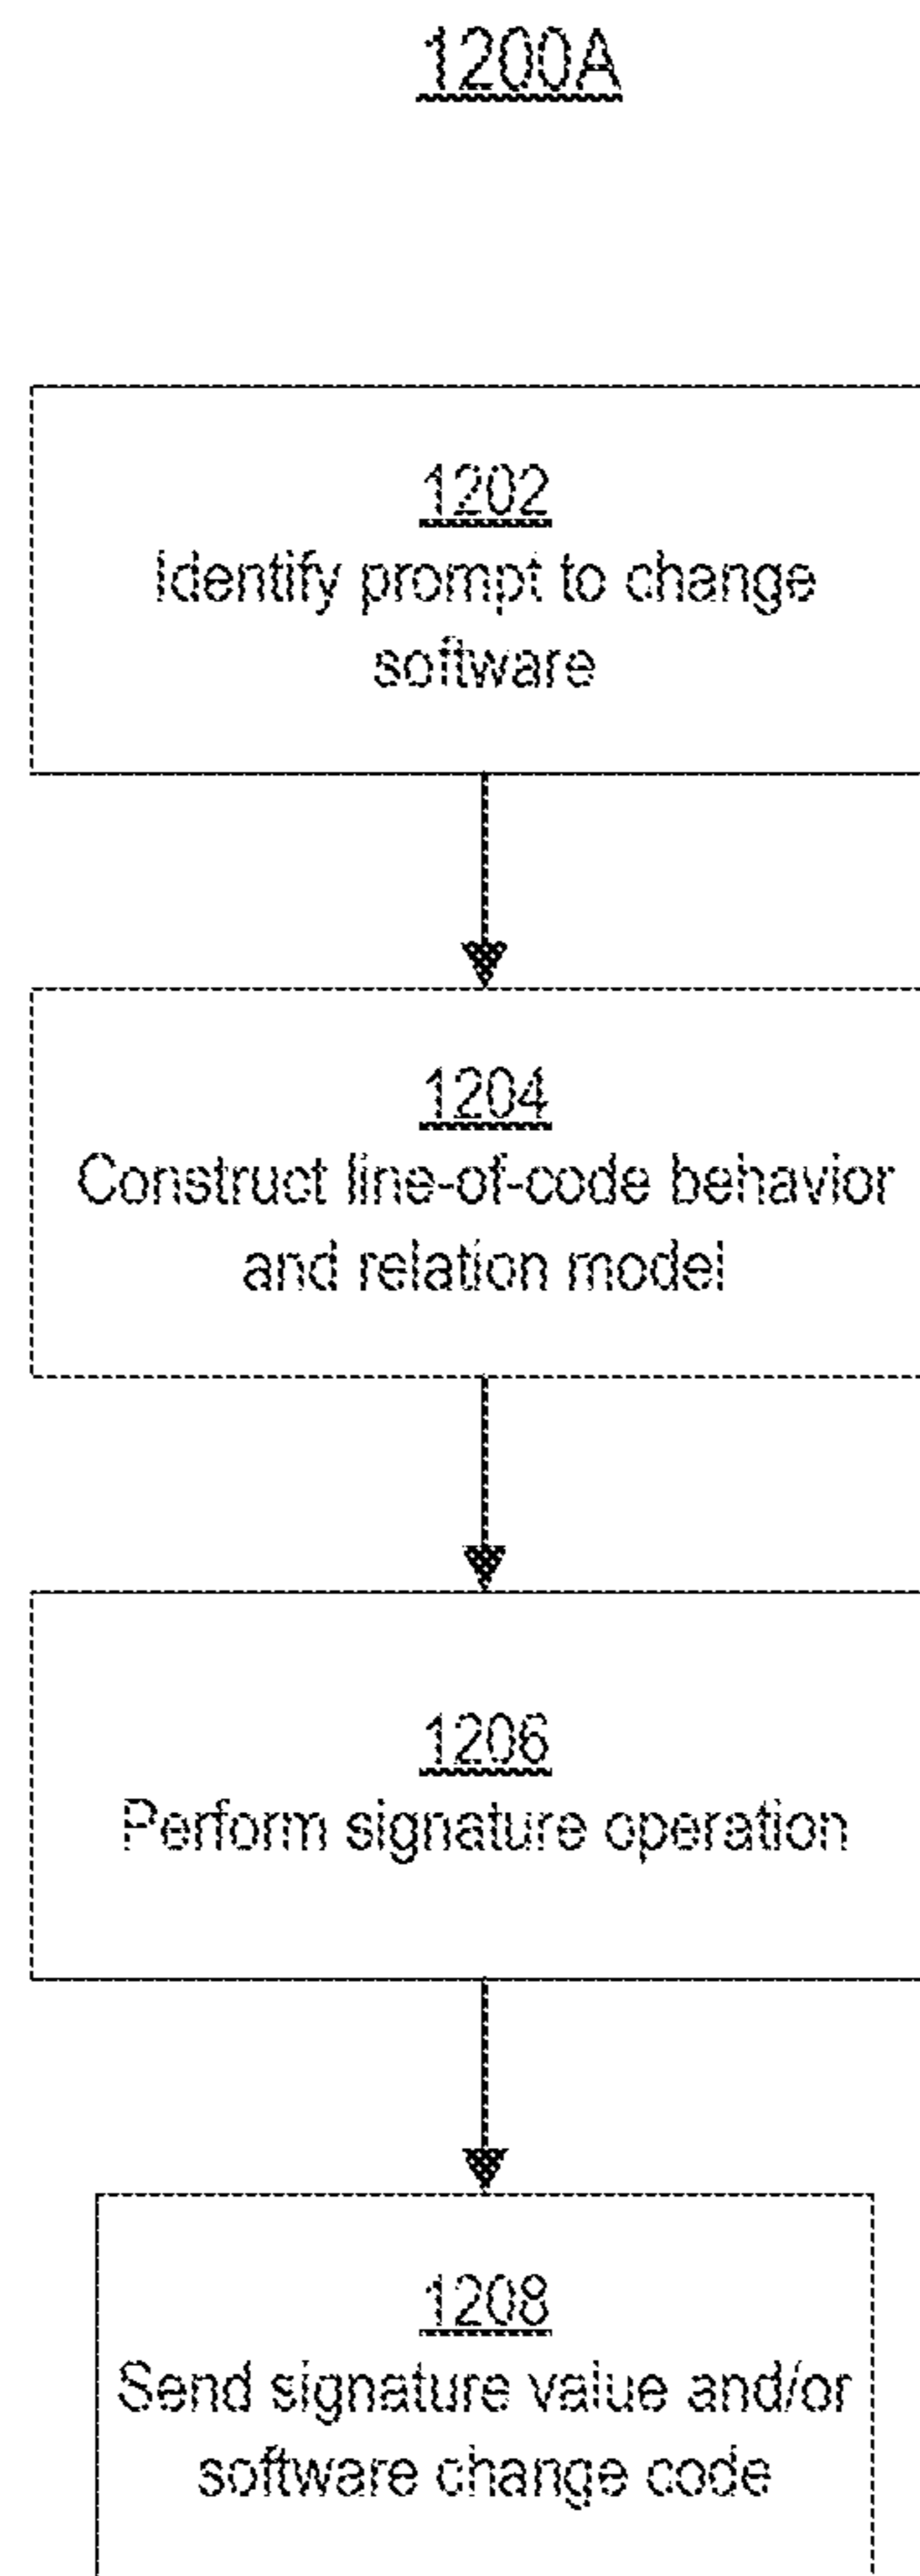 1200A
1202
Identify prompt to change
software
1204
Construct line-of-code behavior
and relation model
1206
Perform signature operation
1208
Send signature value and/or
software change code